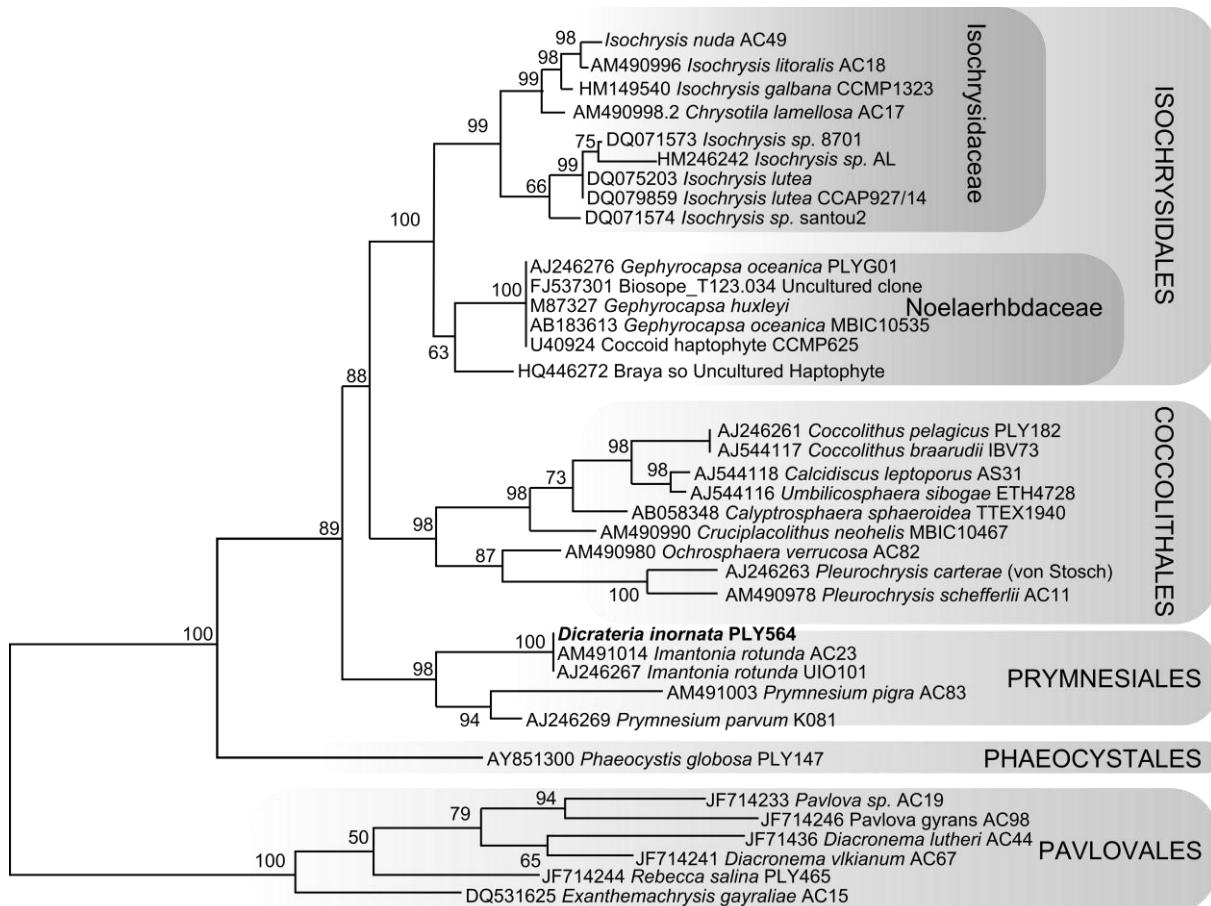 98
Isochrysis nuda AC49
98
AM490996 Isochrysis litoralis AC18
99
HM149540 Isochrysis galbana CCMP1323
AM490998.2 Chrysotila lamellosa AC17
99
75
DQ071573 Isochrysis sp. 8701
HM246242 Isochrysis sp. AL
99
DQ075203 Isochrysis lutea
66
DQ079859 Isochrysis lutea CCAP927/14
DQ071574 Isochrysis sp. santou2
Isochrysidaceae
ISOCHRYSIDALES
100
AJ246276 Gephyrocapsa oceanica PLYG01
FJ537301 Biosope_T123.034 Uncultured clone
100
M87327 Gephyrocapsa huxleyi
AB183613 Gephyrocapsa oceanica MBIC10535
U40924 Coccoid haptophyte CCMP625
Noelaerhbdaceae
63
HQ446272 Braya so Uncultured Haptophyte
88
AJ246261 Coccolithus pelagicus PLY182
98
AJ544117 Coccolithus braarudii IBV73
98
AJ544118 Calcidiscus leptoporus AS31
73
AJ544116 Umbilicosphaera sibogae ETH4728
98
AB058348 Calyptrosphaera sphaeroidea TTEX1940
98
AM490990 Cruciplacolithus neohelis MBIC10467
87
AM490980 Ochrosphaera verrucosa AC82
AJ246263 Pleurochrysis carterae (von Stosch)
100
AM490978 Pleurochrysis schefferlii AC11
COCCOLITHALES
89
100
100
Dicrateria inornata PLY564
AM491014 Imantonia rotunda AC23
AJ246267 Imantonia rotunda UIO101
98
AM491003 Prymnesium pigra AC83
94
AJ246269 Prymnesium parvum K081
PRYMNESIALES
AY851300 Phaeocystis globosa PLY147
PHAEOCYSTALES
94
JF714233 Pavlova sp. AC19
79
JF714246 Pavlova gyrans AC98
JF71436 Diacronema lutheri AC44
50
65
JF714241 Diacronema vlkianum AC67
100
JF714244 Rebecca salina PLY465
DQ531625 Exanthemachrysis gayraliae AC15
PAVLOVALES